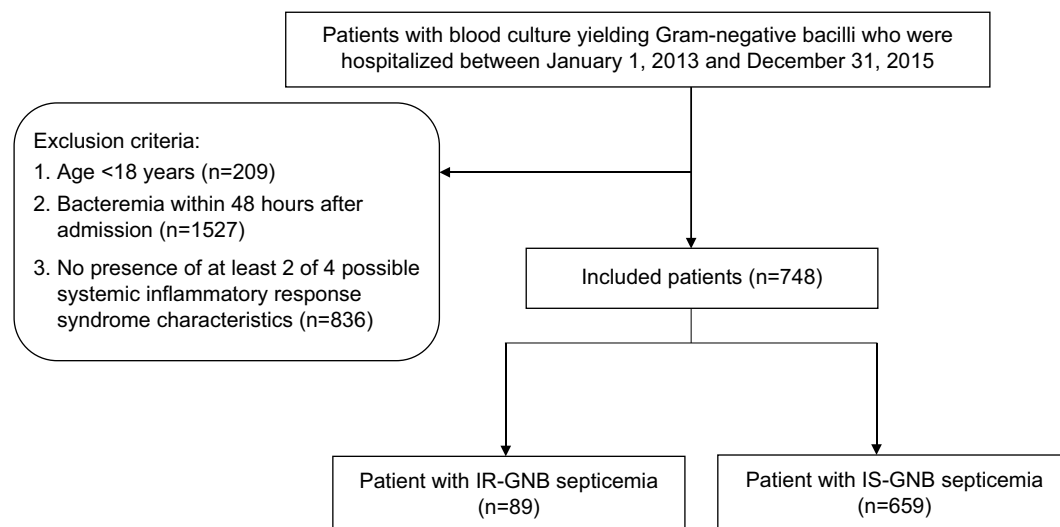 Patients with blood culture yielding Gram-negative bacilli who were
hospitalized between January 1, 2013 and December 31, 2015
Exclusion criteria:
1. Age <18 years (n=209)
2. Bacteremia within 48 hours after
admission (n=1527)
3. No presence of at least 2 of 4 possible
systemic inflammatory response
syndrome characteristics (n=836)
Included patients (n=748)
Patient with IR-GNB septicemia
(n=89)
Patient with IS-GNB septicemia
(n=659)